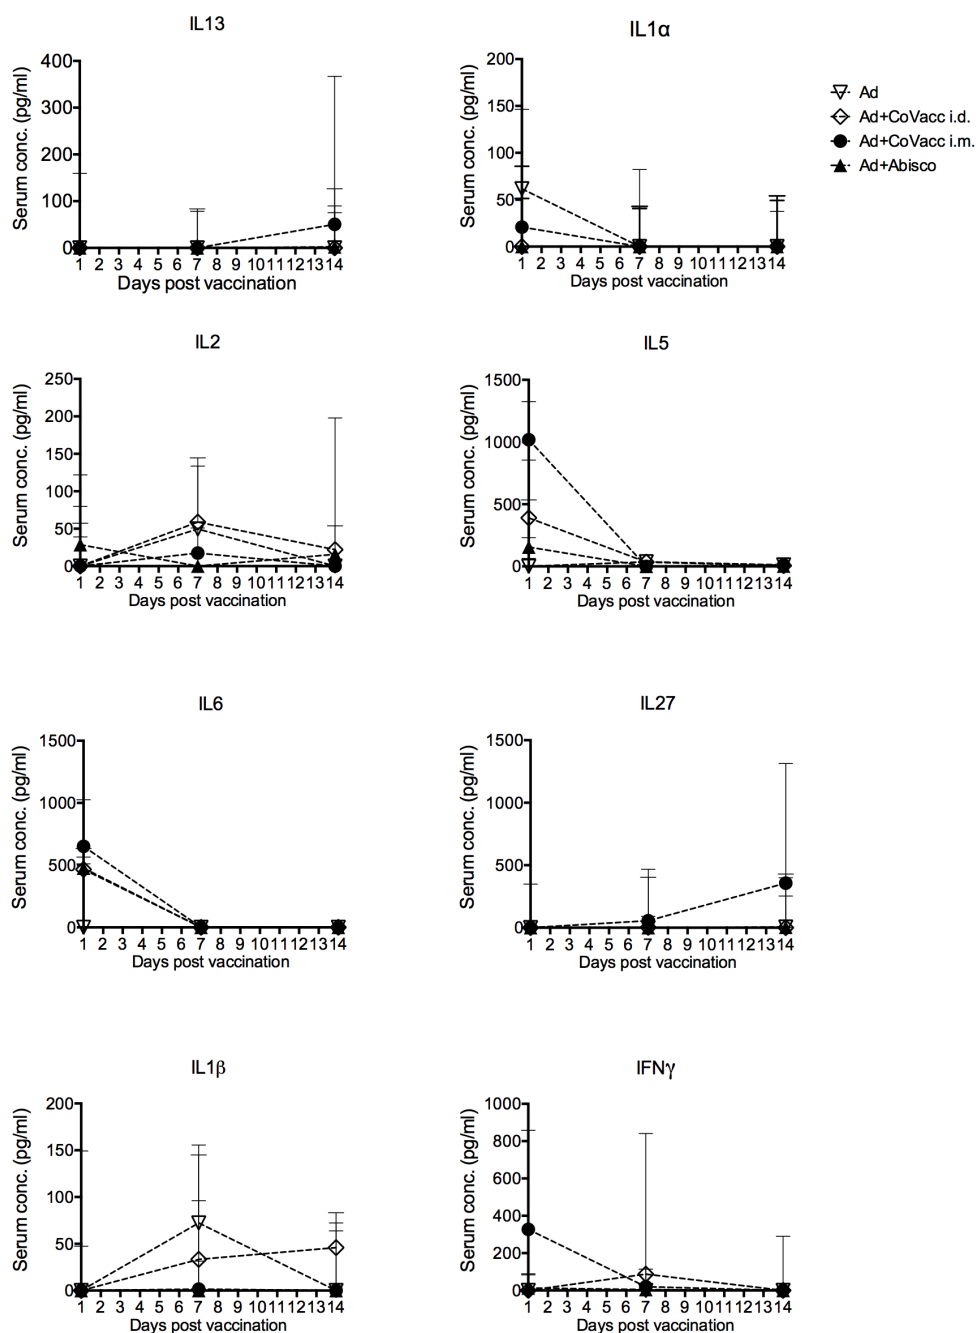 IL13
Serum conc. (pg/ml)
400
300
200
100
0
1 2 3 4 5 6 7 8 9 10 11 12 13 14
Days post vaccination
IL1α
Serum conc. (pg/ml)
200
150
100
50
0
1 2 3 4 5 6 7 8 9 10 11 12 13 14
Days post vaccination
Ad
Ad+CoVacc i.d.
Ad+CoVacc i.m.
Ad+Abisco
IL2
Serum conc. (pg/ml)
250
200
150
100
50
0
1 2 3 4 5 6 7 8 9 10 11 12 13 14
Days post vaccination
IL5
Serum conc. (pg/ml)
1500
1000
500
0
1 2 3 4 5 6 7 8 9 10 11 12 13 14
Days post vaccination
IL6
Serum conc. (pg/ml)
1500
1000
500
0
1 2 3 4 5 6 7 8 9 10 11 12 13 14
Days post vaccination
IL27
Serum conc. (pg/ml)
1500
1000
500
0
1 2 3 4 5 6 7 8 9 10 11 12 13 14
Days post vaccination
IL1β
Serum conc. (pg/ml)
200
150
100
50
0
1 2 3 4 5 6 7 8 9 10 11 12 13 14
Days post vaccination
IFNγ
Serum conc. (pg/ml)
1000
800
600
400
200
0
1 2 3 4 5 6 7 8 9 10 11 12 13 14
Days post vaccination